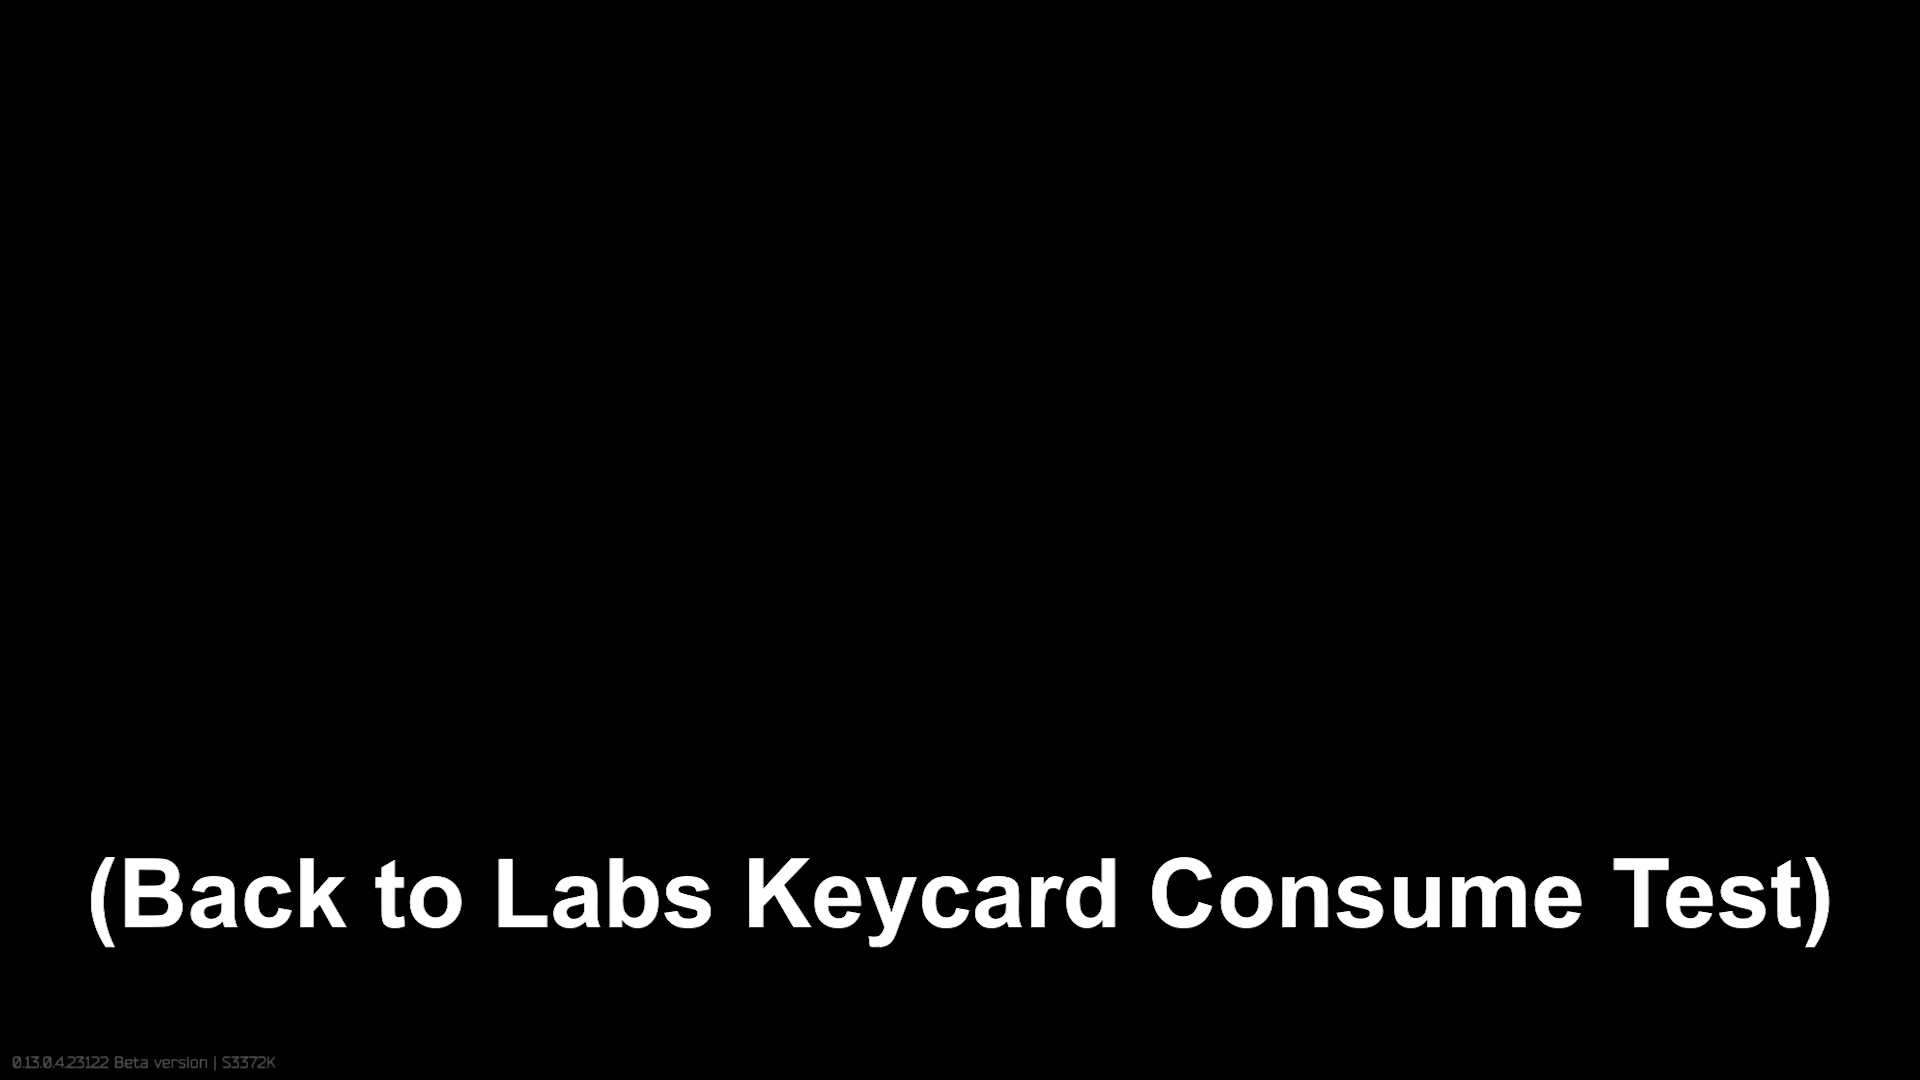 (Back to Labs Keycard Consume Test)
0.13.0.4.23122 Beta version | S3372K